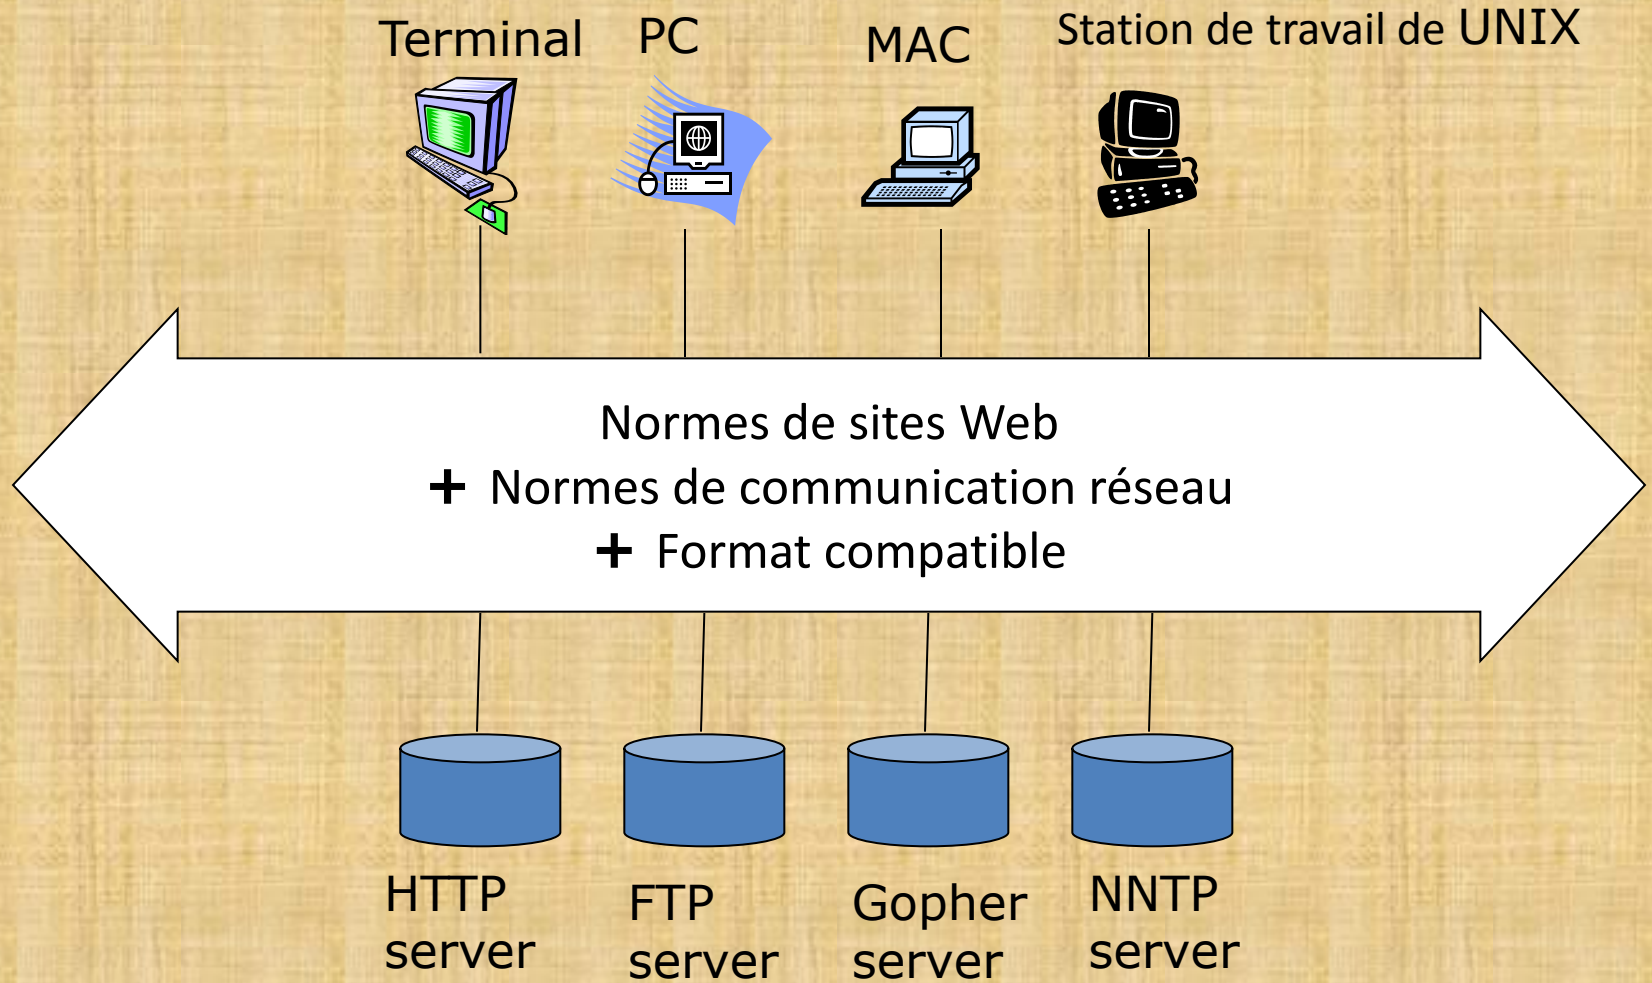 Terminal
PC
MAC
Station de travail de UNIX
Normes de sites Web
+ Normes de communication réseau
+ Format compatible
HTTP
server
FTP
server
Gopher
server
NNTP
server